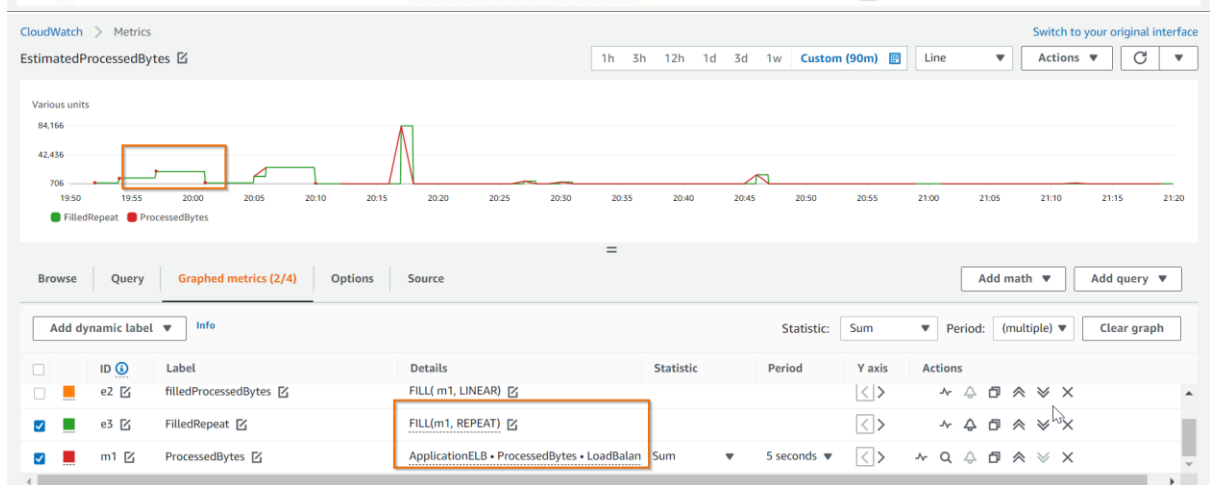 CloudWatch > Metrics
Switch to your original interface
EstimatedProcessedBytes
1h 3h 12h 1d 3d 1w Custom (90m) Line Actions
Various units
84,166
42,436
706
19:50 19:55 20:00 20:05 20:10 20:15 20:20 20:25 20:30 20:35 20:40 20:45 20:50 20:55 21:00 21:05 21:10 21:15 21:20
FilledRepeat ProcessedBytes
Browse Query Graphed metrics (2/4) Options Source Add math Add query
Add dynamic label Info Statistic: Sum Period: (multiple) Clear graph
ID Label Details Statistic Period Y axis Actions
e2 filledProcessedBytes FILL( m1, LINEAR)
e3 FilledRepeat FILL(m1, REPEAT)
m1 ProcessedBytes ApplicationELB • ProcessedBytes • LoadBalan Sum 5 seconds